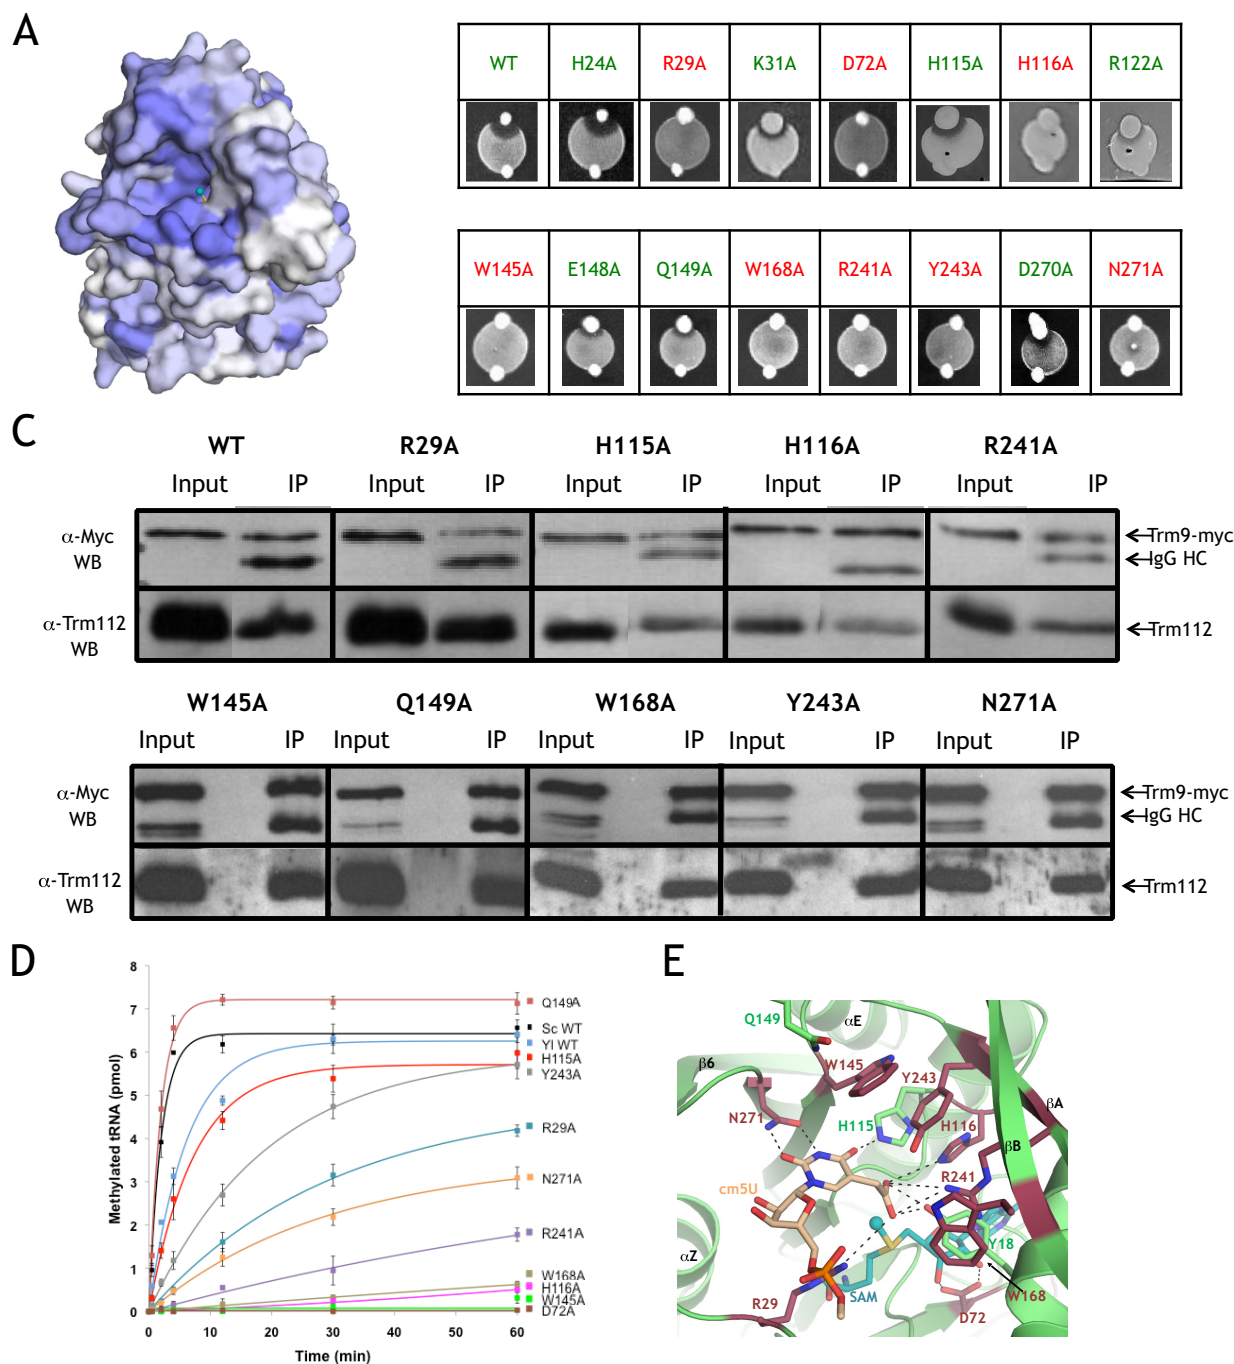 A
WT H24A R29A K31A D72A H115A H116A R122A
W145A E148A Q149A W168A R241A Y243A D270A N271A
C
WT R29A H115A H116A R241A
Input IP Input IP Input IP Input IP Input IP
α-Myc
WB
Trm9-myc
IgG HC
α-Trm112
WB
Trm112
W145A Q149A W168A Y243A N271A
Input IP Input IP Input IP Input IP Input IP
α-Myc
WB
Trm9-myc
IgG HC
α-Trm112
WB
Trm112
D
Methylated tRNA (pmol)
8
7
6
5
4
3
2
1
0
0 10 20 30 40 50 60
Time (min)
Q149A
Sc WT
Yl WT
H115A
Y243A
R29A
N271A
R241A
W168A
H116A
W145A
D72A
E
Q149
αE
β6
W145
Y243
βA
N271
H115
H116
βB
cm5U
R241
αZ
Y18
SAM
R29
W168
D72